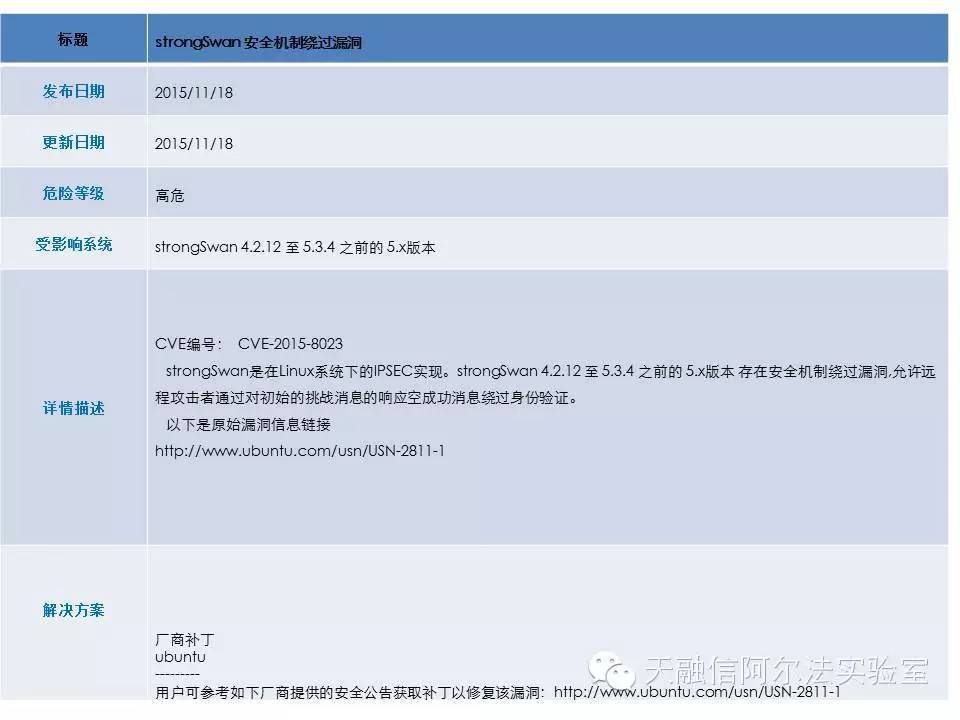 标题
strongSwan 安全机制绕过漏洞
发布日期
2015/11/18
更新日期
2015/11/18
危险等级
高危
受影响系统
strongSwan 4.2.12 至 5.3.4 之前的 5.x版本
详情描述
CVE编号： CVE-2015-8023
strongSwan是在Linux系统下的IPSEC实现。strongSwan 4.2.12 至 5.3.4 之前的 5.x版本 存在安全机制绕过漏洞,允许远
程攻击者通过对初始的挑战消息的响应空成功消息绕过身份验证。
以下是原始漏洞信息链接
http://www.ubuntu.com/usn/USN-2811-1
解决方案
厂商补丁
ubuntu
---------
用户可参考如下厂商提供的安全公告获取补丁以修复该漏洞：http://www.ubuntu.com/usn/USN-2811-1
天融信阿尔法实验室